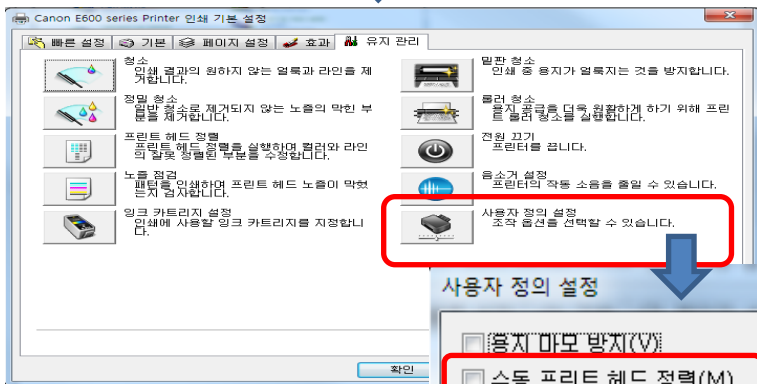 Canon E600 series Printer 인쇄 기본 설정
빠른 설정 기본 페이지 설정 효과 유지 관리
청소
인쇄 결과의 원하지 않는 얼룩과 라인을 제
거합니다.
정밀 청소
일반 청소로 제거되지 않는 노즐의 막힌 부
분을 제거합니다.
프린트 헤드 정렬
프린트 헤드 정렬을 실행하며 컬러와 라인
의 잘못 정렬된 부분을 수정합니다.
노즐 점검
패턴을 인쇄하며 프린트 헤드 노즐이 막혔
는지 검사합니다.
잉크 카트리지 설정
인쇄에 사용할 잉크 카트리지를 지정합니
다.
밑판 청소
인쇄 중 용지가 얼룩지는 것을 방지합니다.
롤러 청소
용지 공급을 더욱 원활하게 하기 위해 프린
트 롤러 청소를 실행합니다.
전원 끄기
프린터를 끕니다.
음소거 설정
프린터의 작동 소음을 줄일 수 있습니다.
사용자 정의 설정
조작 옵션을 선택할 수 있습니다.
확인
사용자 정의 설정
용지 마모 방지(V)
수동 프린트 헤드 정렬(M)